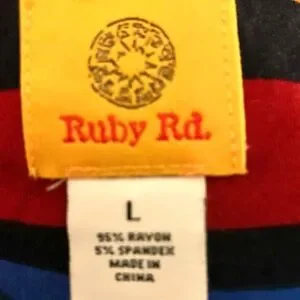 Ruby Rd.
L
95% RAYON
5% SPANDEX
MADE IN
CHINA